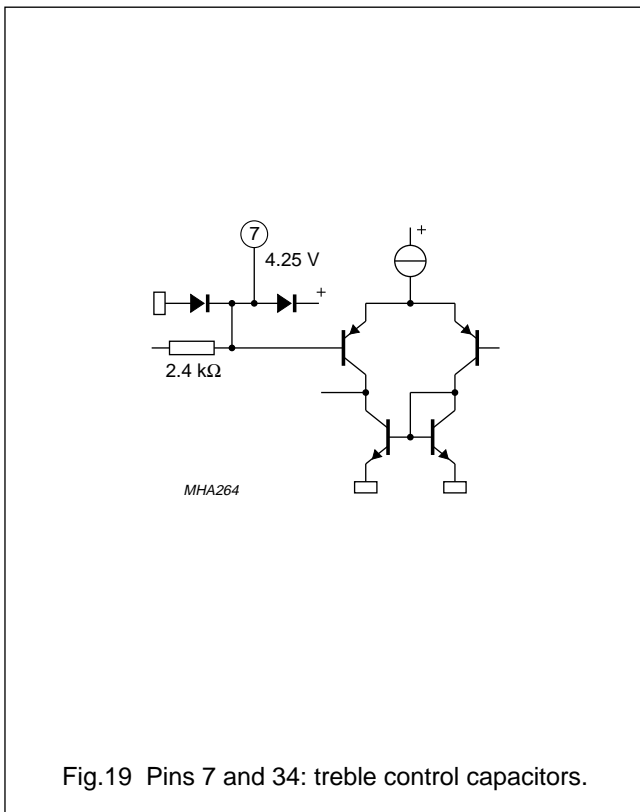 7
4.25 V
+
+
2.4 kΩ
MHA264
Fig.19 Pins 7 and 34: treble control capacitors.